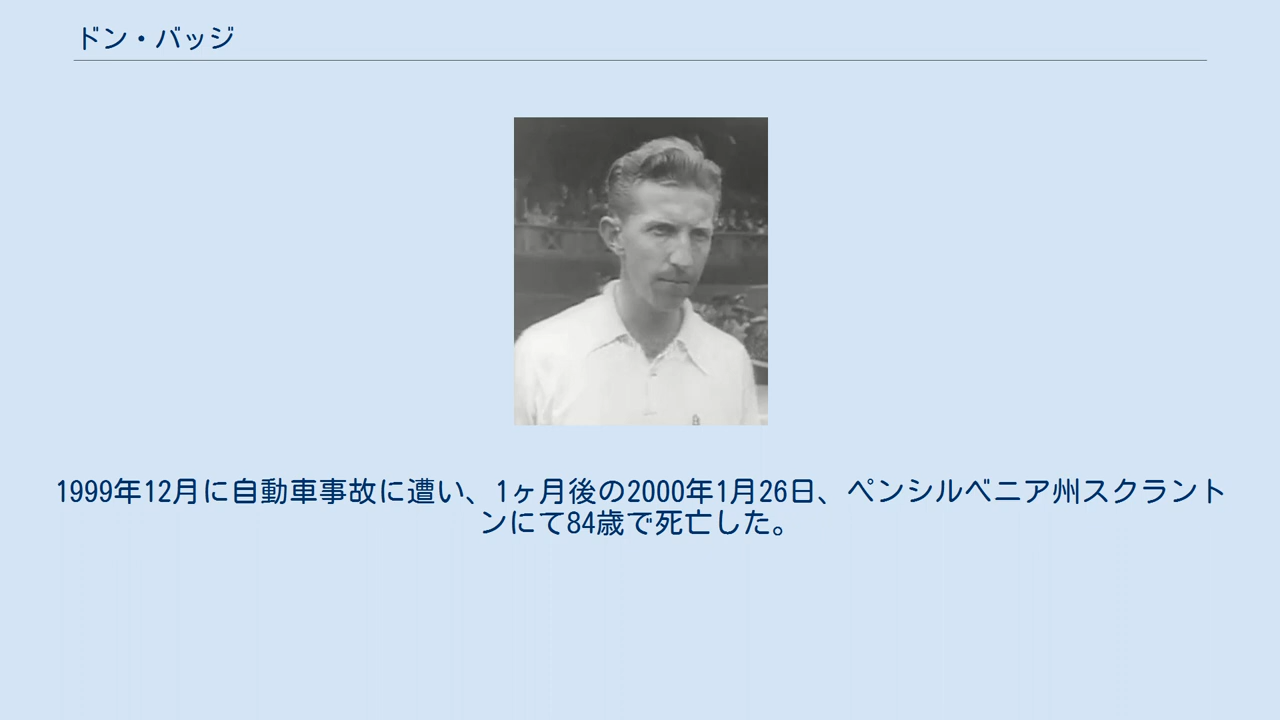 ドン・バッジ
1999年12月に自動車事故に遭い、1ヶ月後の2000年1月26日、ペンシルベニア州スクラント
ンにて84歳で死亡した。